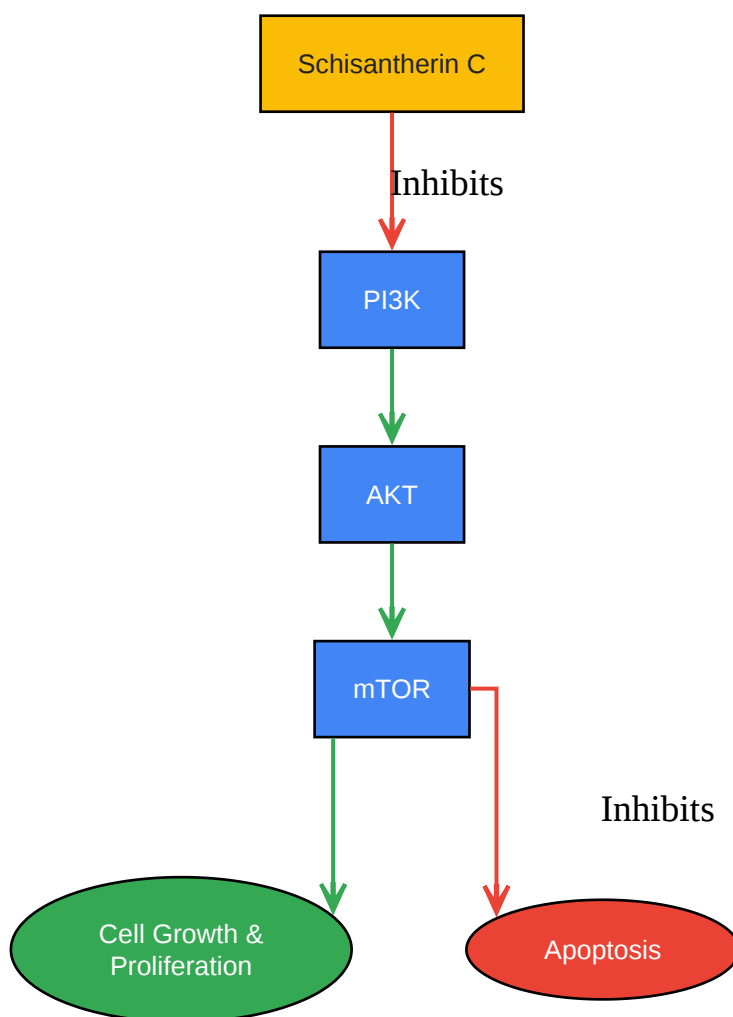 Schisantherin C
Inhibits
PI3K
AKT
mTOR
Inhibits
Cell Growth &
Proliferation
Apoptosis